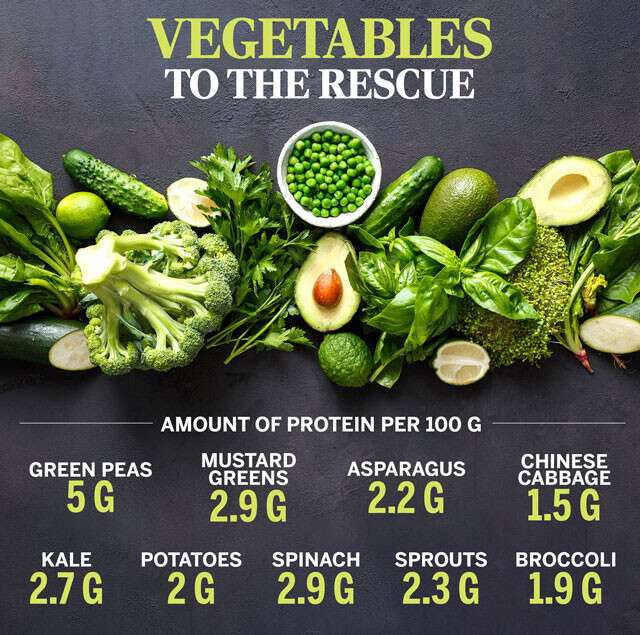 VEGETABLES
TO THE RESCUE
AMOUNT OF PROTEIN PER 100 G
GREEN PEAS
5 G
MUSTARD
GREENS
2.9 G
ASPARAGUS
2.2 G
CHINESE
CABBAGE
1.5 G
KALE
2.7 G
POTATOES
2 G
SPINACH
2.9 G
SPROUTS
2.3 G
BROCCOLI
1.9 G